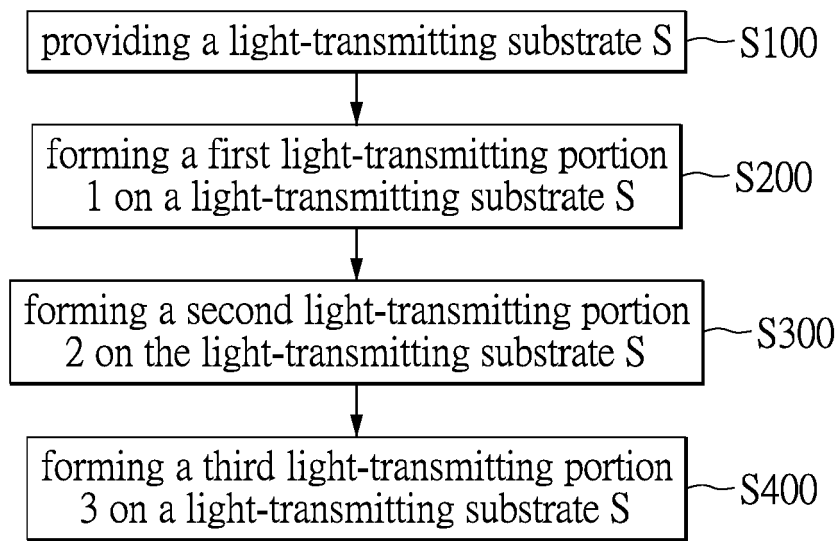 providing a light-transmitting substrate S
S100
forming a first light-transmitting portion
1 on a light-transmitting substrate S
S200
forming a second light-transmitting portion
2 on the light-transmitting substrate S
S300
forming a third light-transmitting portion
3 on a light-transmitting substrate S
S400